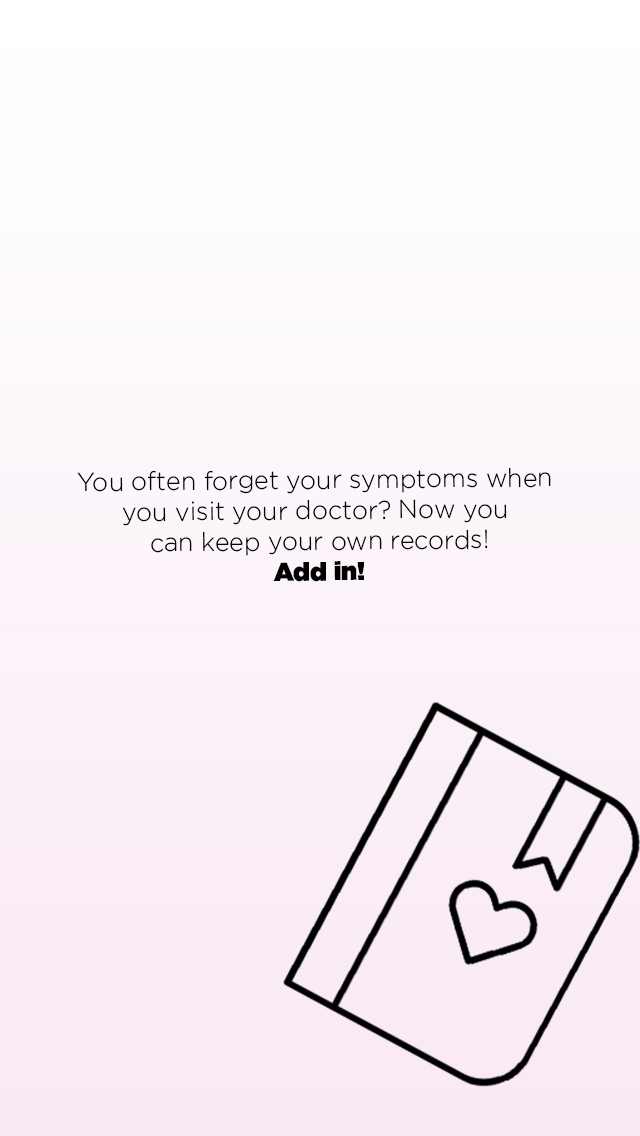 You often forget your symptoms when
you visit your doctor? Now you
can keep your own records!
Add in!